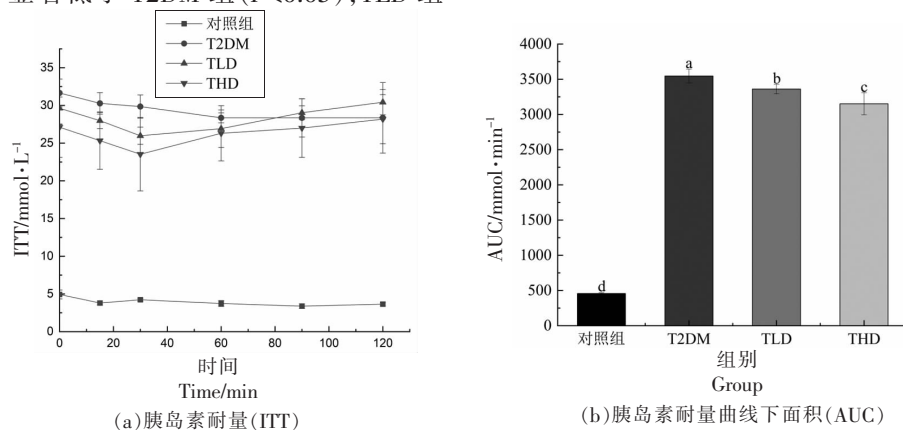 显著低于 T2DM 组(P<0.05),TLD 组
对照组
T2DM
TLD
THD
35
30
25
20
15
10
5
0
ITT/mmol·L⁻¹
0 20 40 60 80 100 120
时间
Time/min
(a)胰岛素耐量(ITT)
4000
3500
3000
2500
2000
1500
1000
500
0
AUC/mmol·min⁻¹
d
a
b
c
对照组 T2DM TLD THD
组别
Group
(b)胰岛素耐量曲线下面积(AUC)